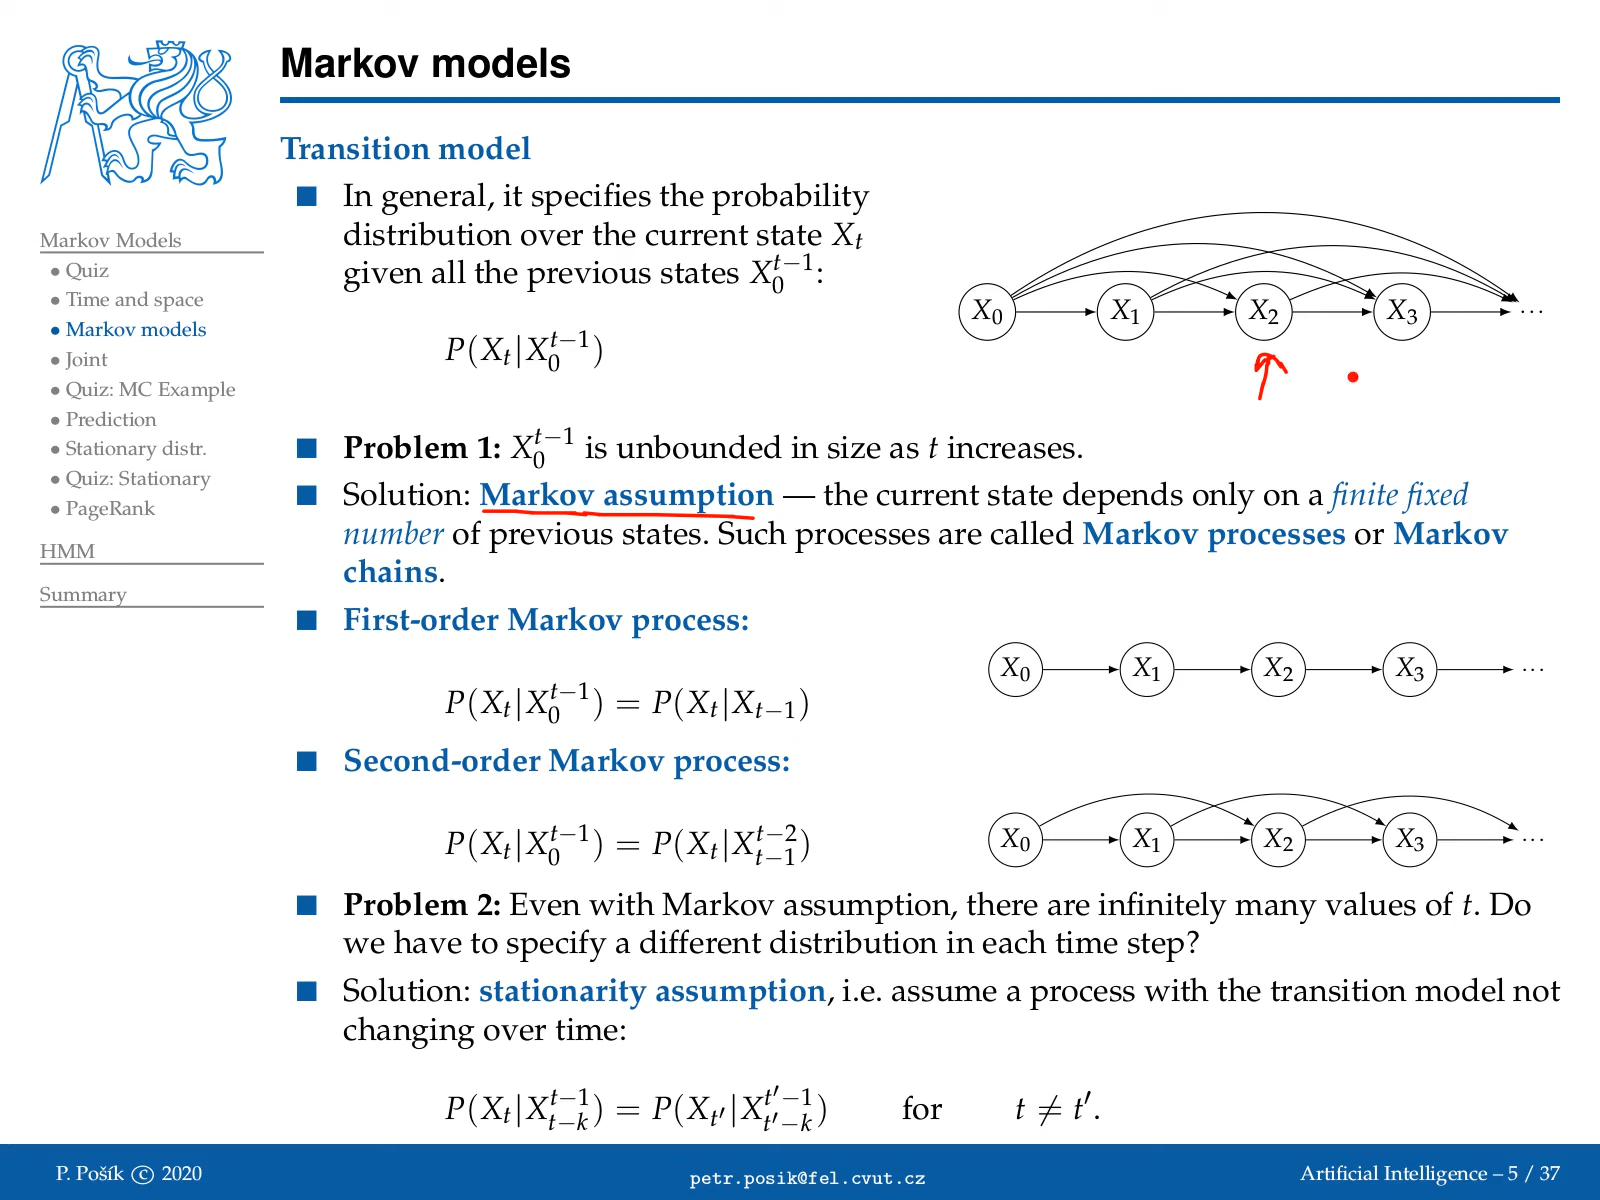 Markov models
Markov Models
• Quiz
• Time and space
• Markov models
• Joint
• Quiz: MC Example
• Prediction
• Stationary distr.
• Quiz: Stationary
• PageRank
HMM
Summary
Transition model
■ In general, it specifies the probability
distribution over the current state X_t
given all the previous states X_0^{t−1}:
P(X_t|X_0^{t−1})
X_0 X_1 X_2 X_3 ···
■ Problem 1: X_0^{t−1} is unbounded in size as t increases.
■ Solution: Markov assumption — the current state depends only on a finite fixed
number of previous states. Such processes are called Markov processes or Markov
chains.
■ First-order Markov process:
P(X_t|X_0^{t−1}) = P(X_t|X_{t−1})
X_0 X_1 X_2 X_3 ···
■ Second-order Markov process:
P(X_t|X_0^{t−1}) = P(X_t|X_{t−1}^{t−2})
X_0 X_1 X_2 X_3 ···
■ Problem 2: Even with Markov assumption, there are infinitely many values of t. Do
we have to specify a different distribution in each time step?
■ Solution: stationarity assumption, i.e. assume a process with the transition model not
changing over time:
P(X_t|X_{t−k}^{t−1}) = P(X_{t′}|X_{t′−k}^{t′−1}) for t ≠ t′.
P. Pošík © 2020
petr.posik@fel.cvut.cz
Artificial Intelligence – 5 / 37